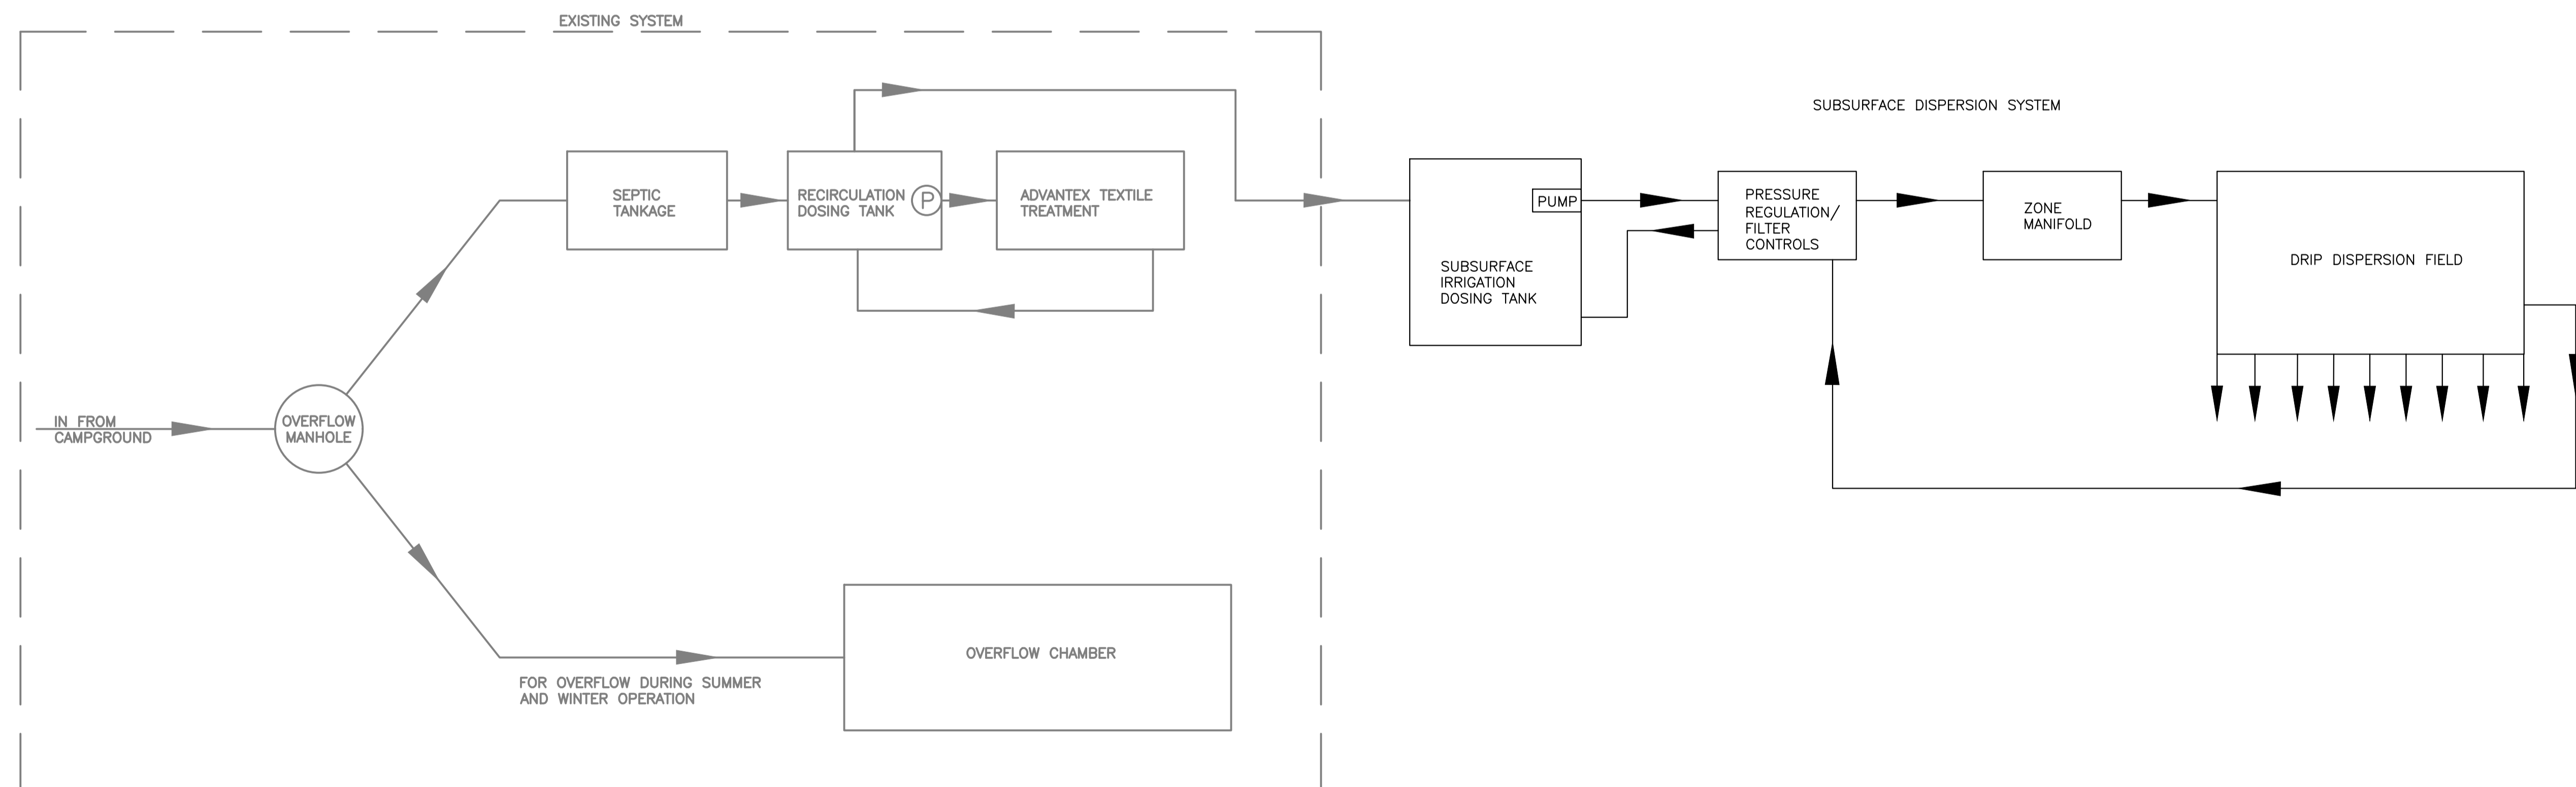 EXISTING SYSTEM
SUBSURFACE DISPERSION SYSTEM
SEPTIC
TANKAGE
RECIRCULATION
DOSING TANK
P
ADVANTEX TEXTILE
TREATMENT
PUMP
SUBSURFACE
IRRIGATION
DOSING TANK
PRESSURE
REGULATION/
FILTER
CONTROLS
ZONE
MANIFOLD
DRIP DISPERSION FIELD
IN FROM
CAMPGROUND
OVERFLOW
MANHOLE
OVERFLOW CHAMBER
FOR OVERFLOW DURING SUMMER
AND WINTER OPERATION